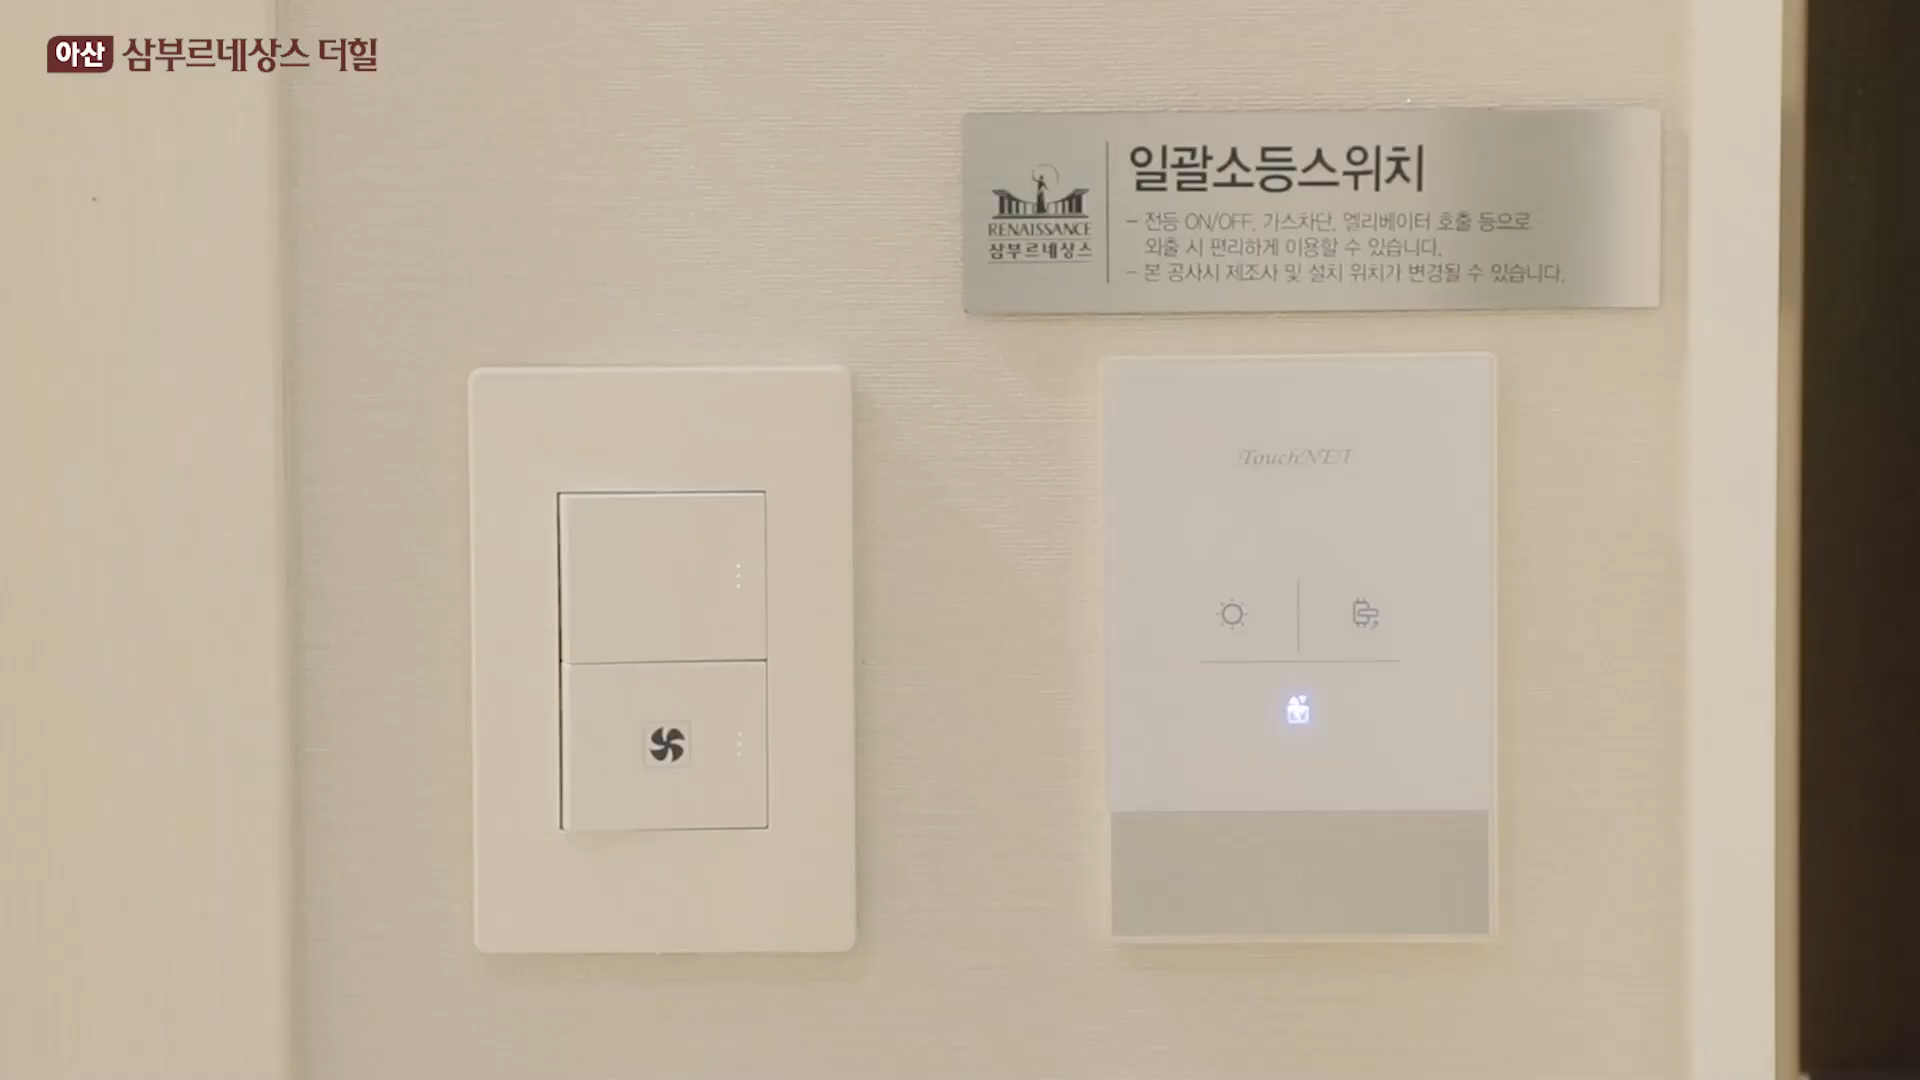 아산 삼부르네상스 더힐
일괄소등스위치
- 전등 ON/OFF, 가스차단, 엘리베이터 호출 등으로
외출 시 편리하게 이용할 수 있습니다.
- 본 공사시 제조사 및 설치 위치가 변경될 수 있습니다.
RENAISSANCE
삼부르네상스
TouchNET